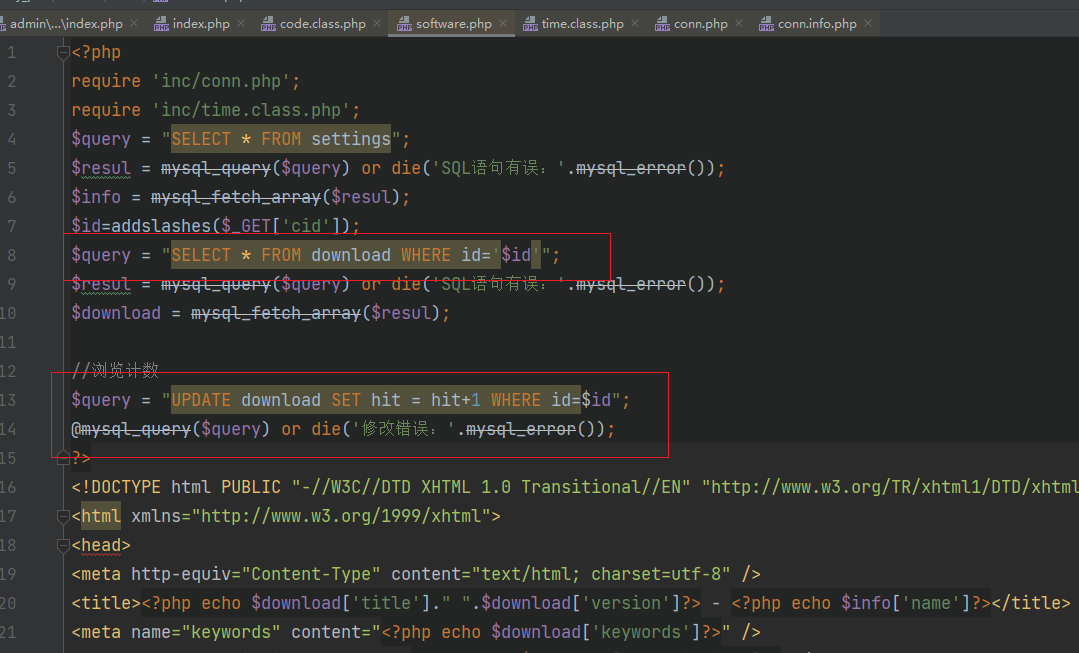 admin\...\index.php index.php code.class.php software.php time.class.php conn.php conn.info.php
1 <?php
2 require 'inc/conn.php';
3 require 'inc/time.class.php';
4 $query = "SELECT * FROM settings";
5 $resul = mysql_query($query) or die('SQL语句有误：'.mysql_error());
6 $info = mysql_fetch_array($resul);
7 $id=addslashes($_GET['cid']);
8 $query = "SELECT * FROM download WHERE id='$id'";
9 $resul = mysql_query($query) or die('SQL语句有误：'.mysql_error());
10 $download = mysql_fetch_array($resul);
11
12 //浏览计数
13 $query = "UPDATE download SET hit = hit+1 WHERE id=$id";
14 @mysql_query($query) or die('修改错误：'.mysql_error());
15 ?>
16 <!DOCTYPE html PUBLIC "-//W3C//DTD XHTML 1.0 Transitional//EN" "http://www.w3.org/TR/xhtml1/DTD/xhtml
17 <html xmlns="http://www.w3.org/1999/xhtml">
18 <head>
19 <meta http-equiv="Content-Type" content="text/html; charset=utf-8" />
20 <title><?php echo $download['title']." ".$download['version']?> - <?php echo $info['name']?></title>
21 <meta name="keywords" content="<?php echo $download['keywords']?>" />